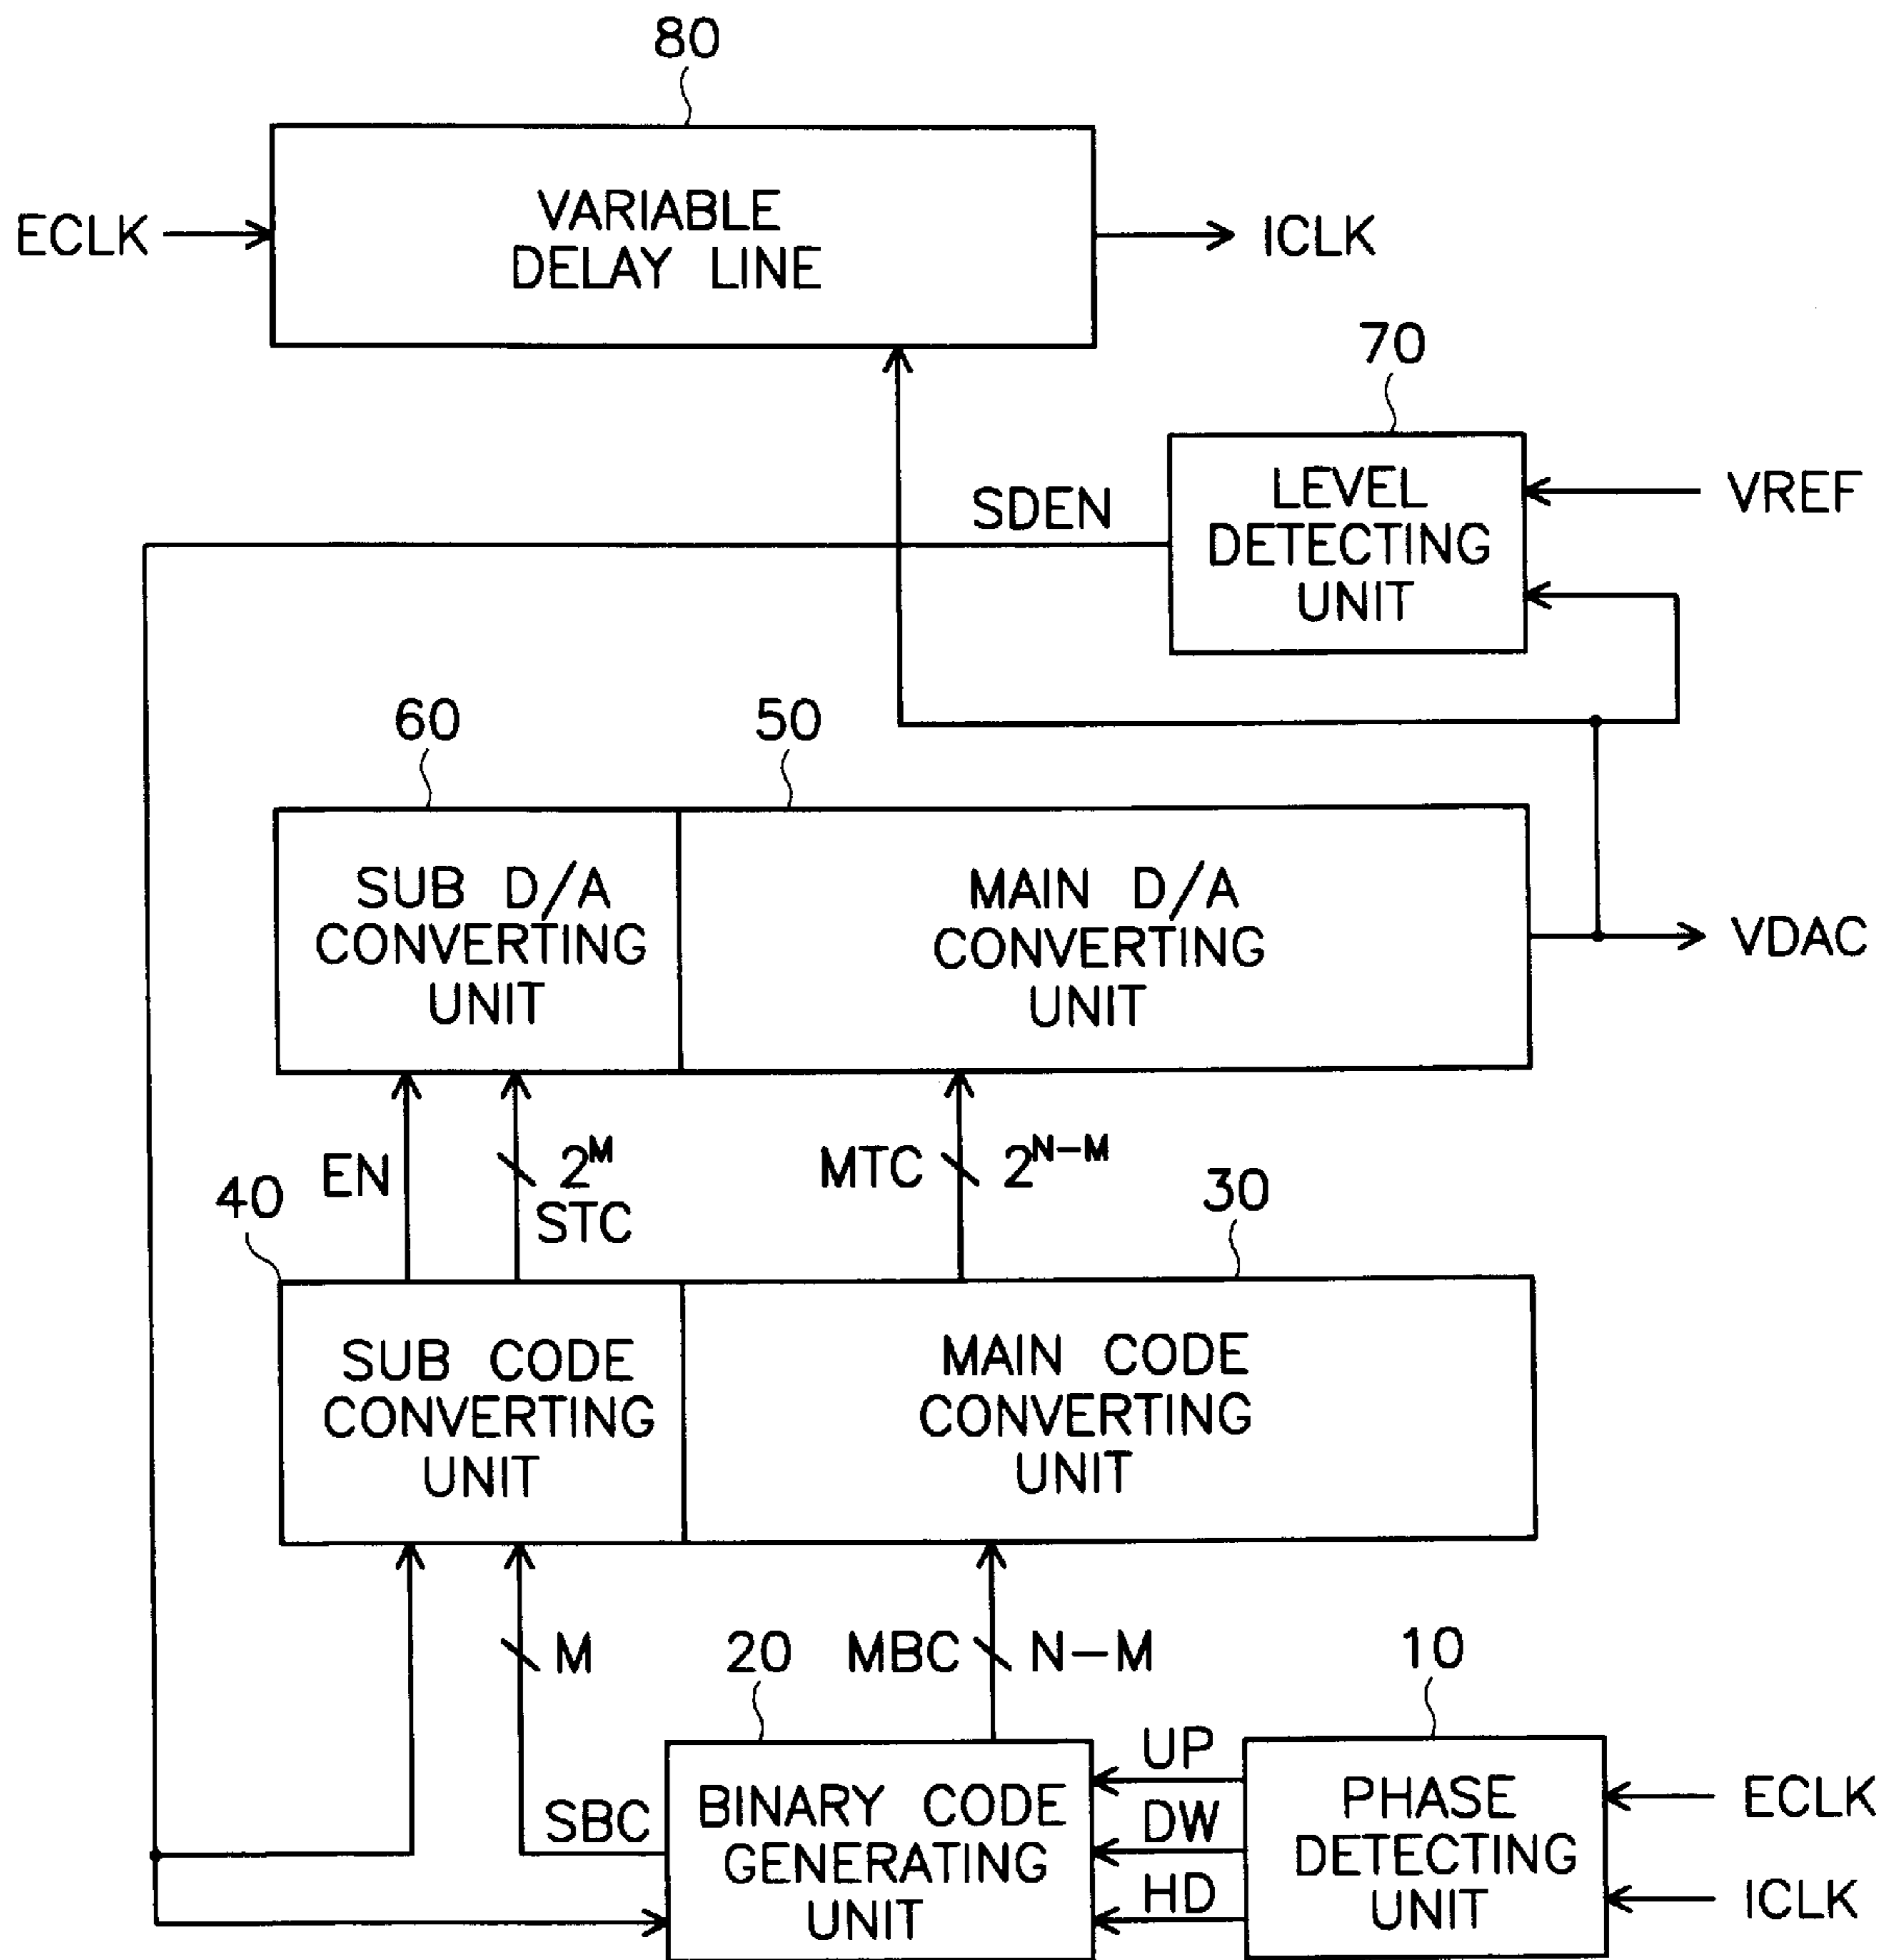 80
VARIABLE
DELAY LINE
ECLK
ICLK
70
LEVEL
DETECTING
UNIT
SDEN
VREF
60
50
SUB D/A
CONVERTING
UNIT
MAIN D/A
CONVERTING
UNIT
VDAC
EN
2^M
STC
MTC
2^{N-M}
40
30
SUB CODE
CONVERTING
UNIT
MAIN CODE
CONVERTING
UNIT
M
20
MBC
N-M
10
SBC
BINARY CODE
GENERATING
UNIT
UP
DW
HD
PHASE
DETECTING
UNIT
ECLK
ICLK